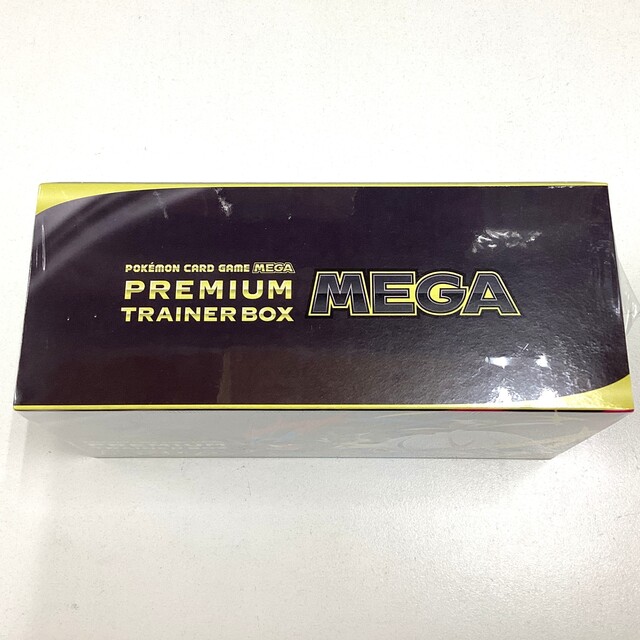 POKÉMON CARD GAME MEGA
PREMIUM
TRAINER BOX
MEGA